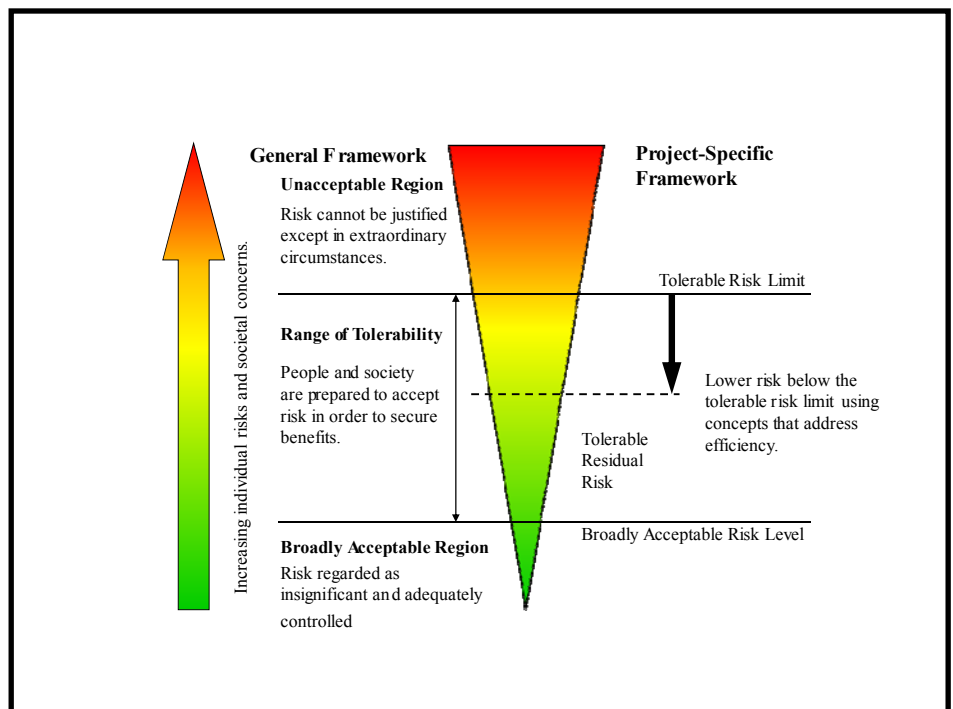 General Framework
Unacceptable Region
Risk cannot be justified
except in extraordinary
circumstances.
Project-Specific
Framework
Tolerable Risk Limit
Range of Tolerability
People and society
are prepared to accept
risk in order to secure
benefits.
Lower risk below the
tolerable risk limit using
concepts that address
efficiency.
Tolerable
Residual
Risk
Broadly Acceptable Risk Level
Broadly Acceptable Region
Risk regarded as
insignificant and adequately
controlled
Increasing individual risks and societal concerns.